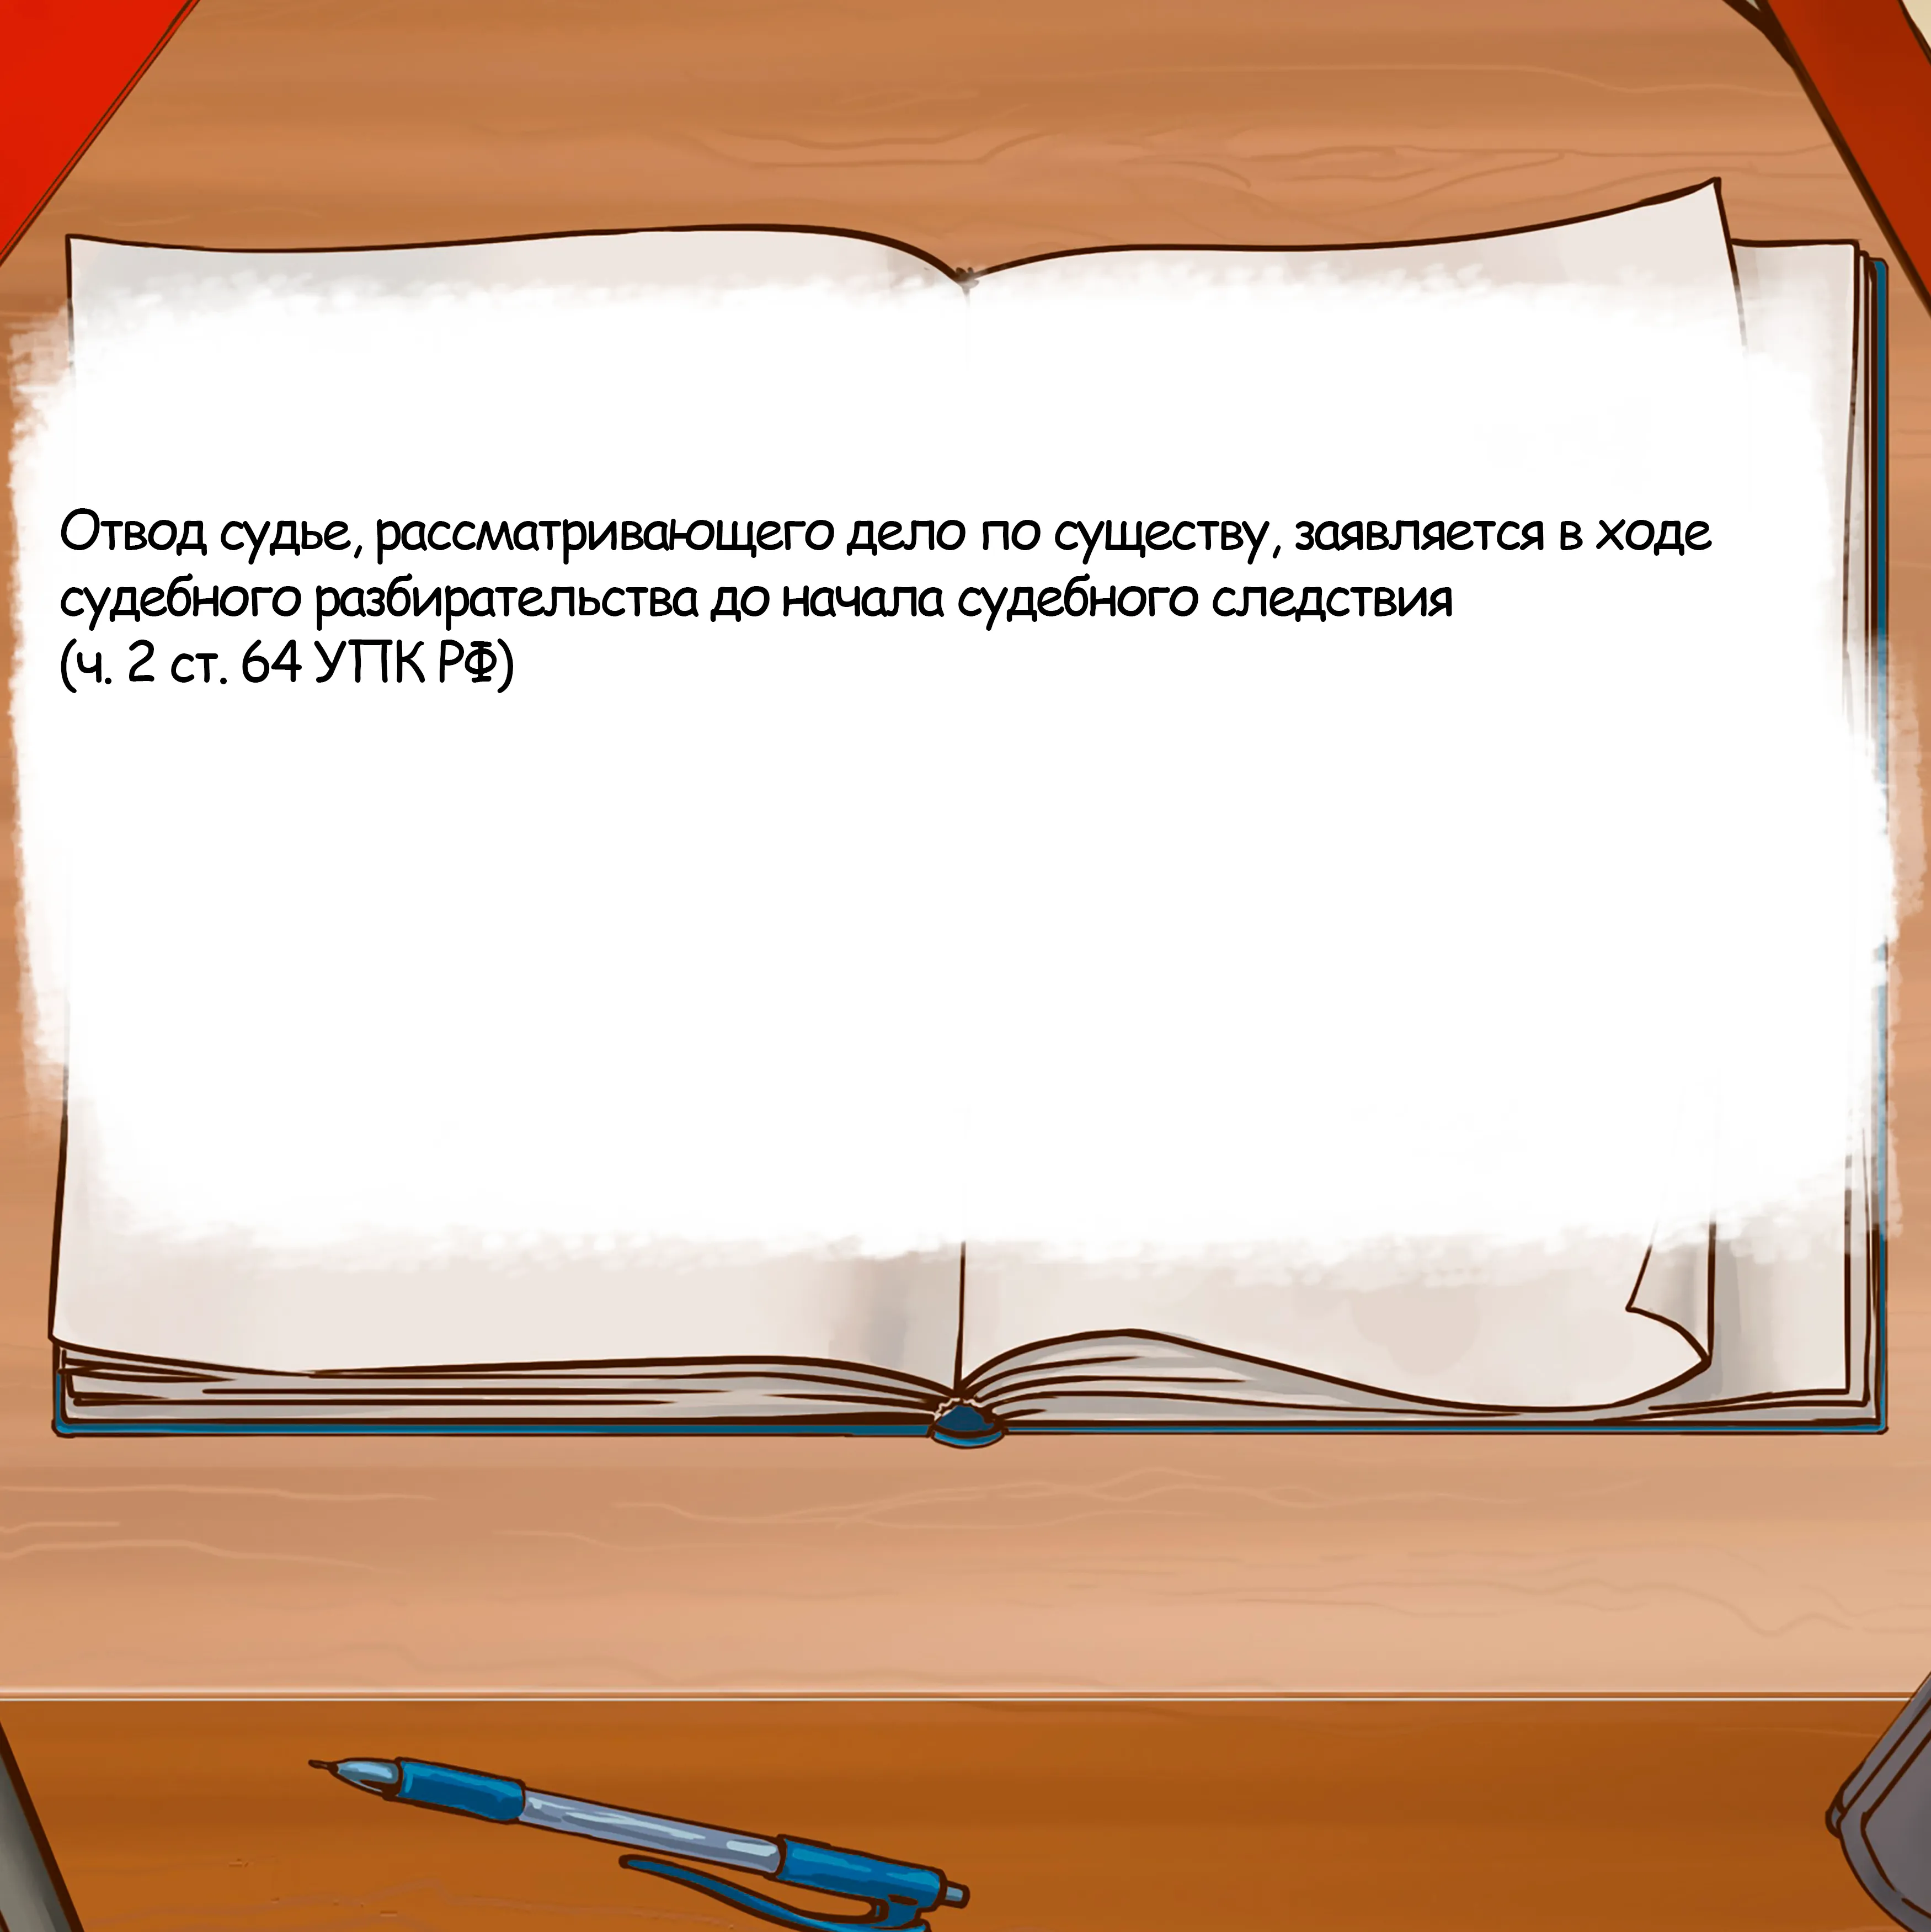 Отвод судье, рассматривающего дело по существу, заявляется в ходе
судебного разбирательства до начала судебного следствия
(ч. 2 ст. 64 УПК РФ)